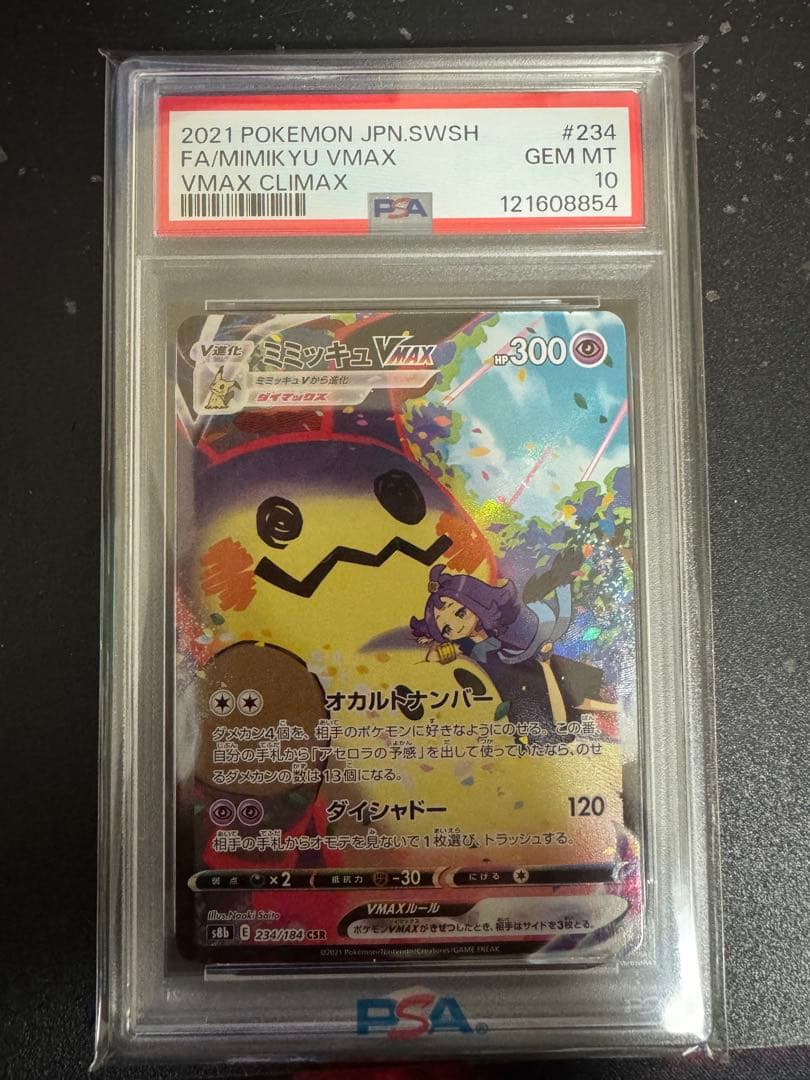 2021 POKEMON JPN.SWSH #234
FA/MIMIKYU VMAX GEM MT
VMAX CLIMAX 10
PSA 121608854
V進化 ミミッキュVMAX HP300
ミミッキュVから進化
ダイマックス
オカルトナンバー
ダメカン4個を、相手のポケモンに好きなようにのせる。この番、
自分の手札から「アセロラの予感」を出して使っていたなら、のせ
るダメカンの数は13個になる。
ダイシャドー 120
相手の手札からオモテを見ないで1枚選び、トラッシュする。
弱点 ×2 抵抗力 -30 にげる
Illus.Naoki Saito
VMAXルール
s8b E 234/184 CSR ポケモンVMAXがきぜつしたとき、相手はサイドを3枚とる。
©2021 Pokémon/Nintendo/Creatures/GAME FREAK.
PSA